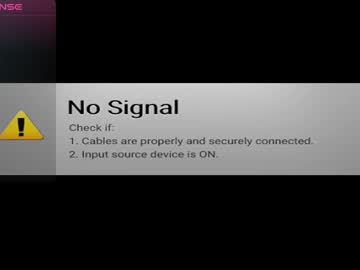 NSE
No Signal
Check if:
1. Cables are properly and securely connected.
2. Input source device is ON.